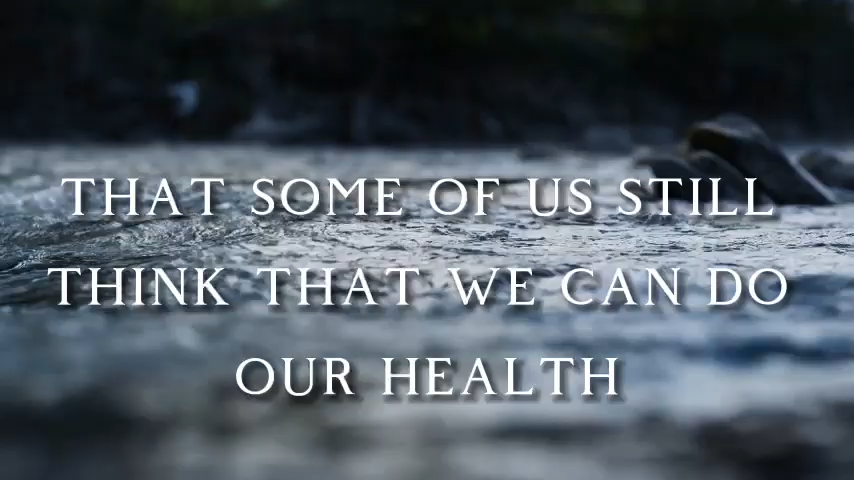 THAT SOME OF US STILL
THINK THAT WE CAN DO
OUR HEALTH